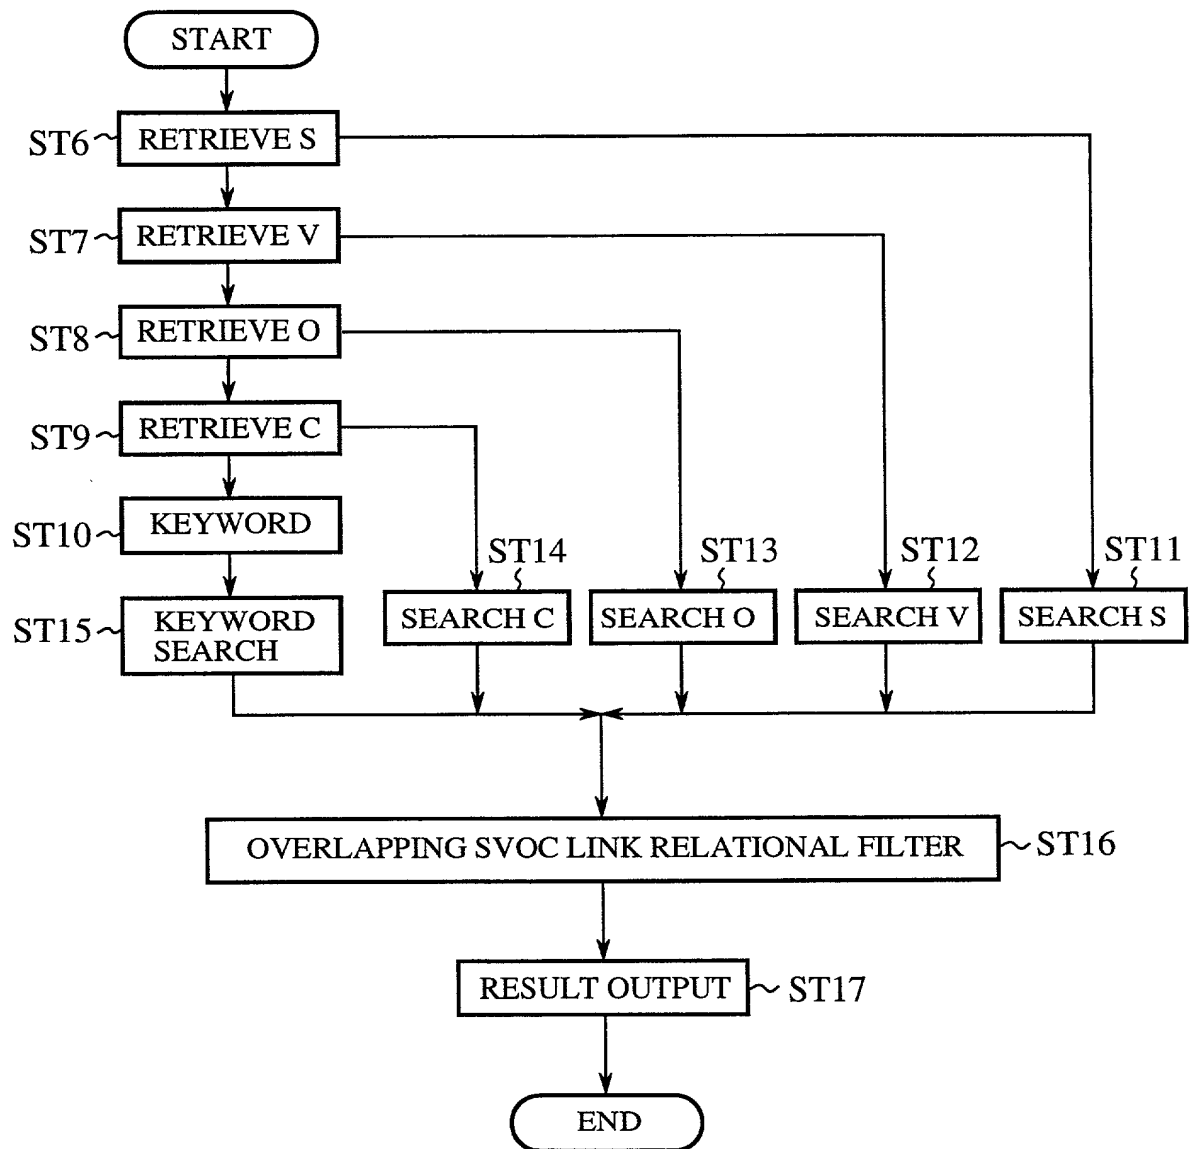 START
ST6
RETRIEVE S
ST7
RETRIEVE V
ST8
RETRIEVE O
ST9
RETRIEVE C
ST10
KEYWORD
ST14
ST13
ST12
ST11
ST15
KEYWORD
SEARCH
SEARCH C
SEARCH O
SEARCH V
SEARCH S
OVERLAPPING SVOC LINK RELATIONAL FILTER
ST16
RESULT OUTPUT
ST17
END